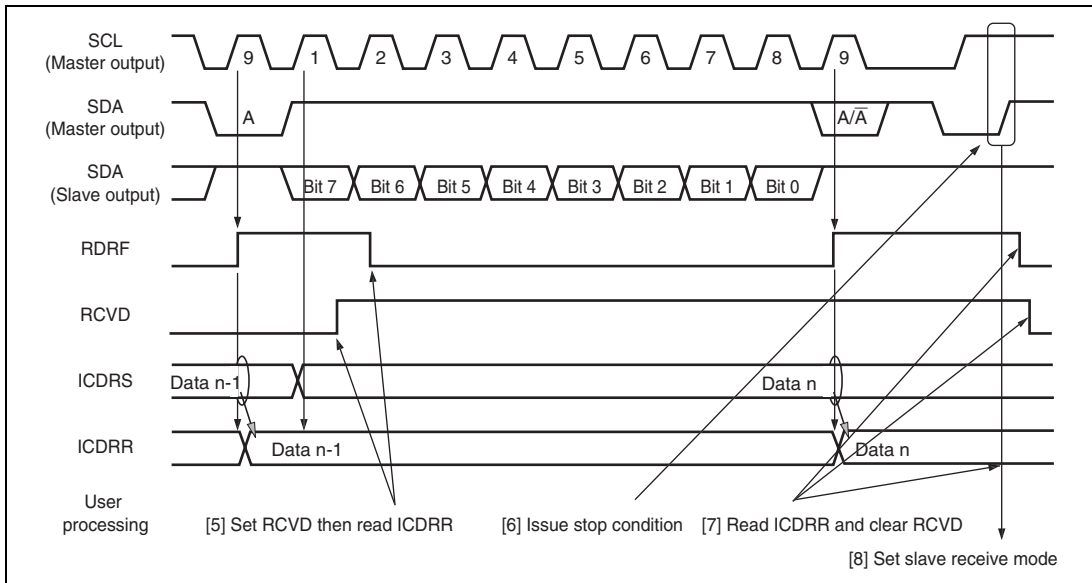 SCL
(Master output)
9 1 2 3 4 5 6 7 8 9
SDA
(Master output)
A A/A̅
SDA
(Slave output)
Bit 7 Bit 6 Bit 5 Bit 4 Bit 3 Bit 2 Bit 1 Bit 0
RDRF
RCVD
ICDRS
Data n-1 Data n
ICDRR
Data n-1 Data n
User
processing
[5] Set RCVD then read ICDRR [6] Issue stop condition [7] Read ICDRR and clear RCVD
[8] Set slave receive mode